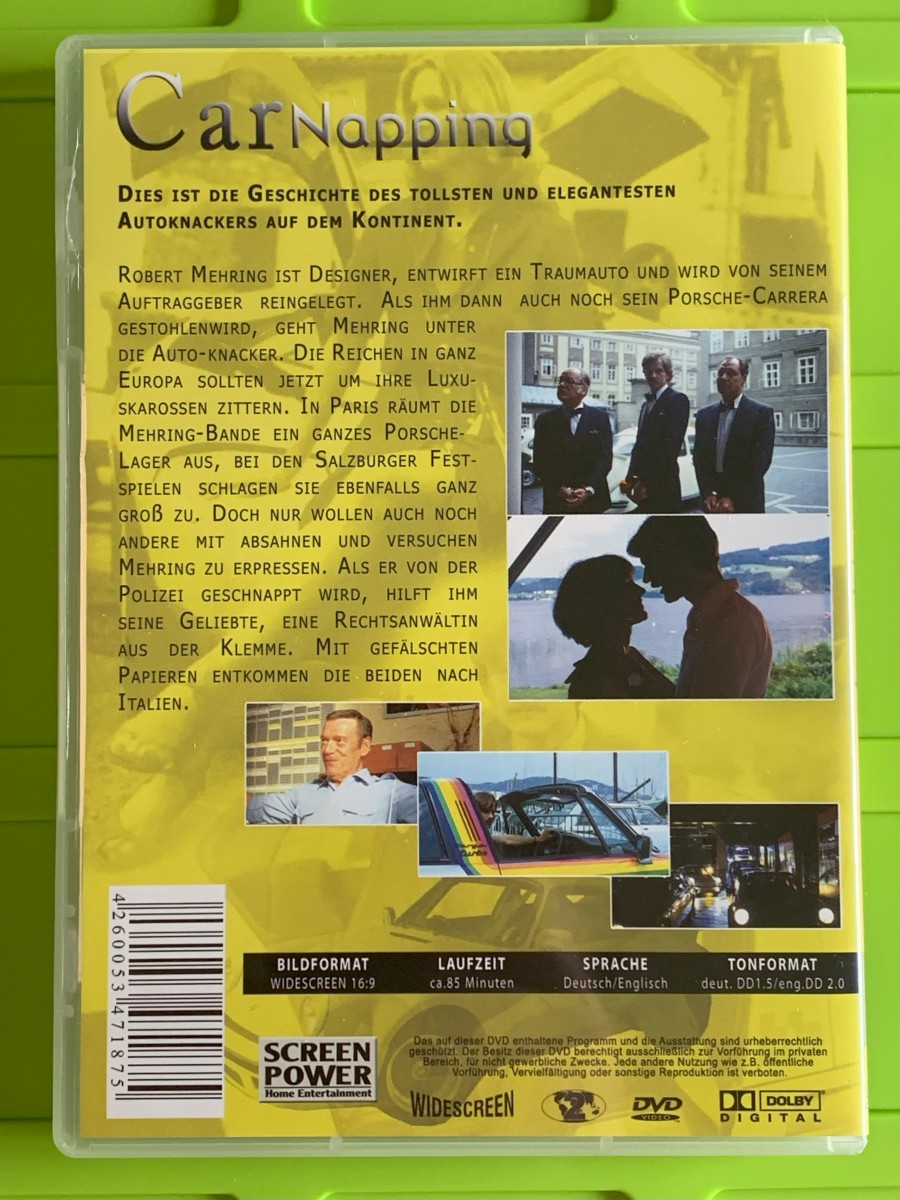 CarNapping
Dies ist die Geschichte des tollsten und elegantesten
Autoknackers auf dem Kontinent.
Robert Mehring ist Designer, entwirft ein Traumauto und wird von seinem
Auftraggeber reingelegt. Als ihm dann auch noch sein Porsche-Carrera
gestohlenwird, geht Mehring unter
die Auto-knacker. Die Reichen in ganz
Europa sollten jetzt um ihre Luxu-
skarossen zittern. In Paris räumt die
Mehring-Bande ein ganzes Porsche-
Lager aus, bei den Salzburger Fest-
spielen schlagen sie ebenfalls ganz
groß zu. Doch nur wollen auch noch
andere mit absahnen und versuchen
Mehring zu erpressen. Als er von der
Polizei geschnappt wird, hilft ihm
seine Geliebte, eine Rechtsanwältin
aus der Klemme. Mit gefälschten
Papieren entkommen die beiden nach
Italien.
turbo
4260053471875
BILDFORMAT LAUFZEIT SPRACHE TONFORMAT
WIDESCREEN 16:9 ca.85 Minuten Deutsch/Englisch deut. DD1.5/eng.DD 2.0
SCREEN
POWER
Home Entertainment
Das auf dieser DVD enthaltene Programm und die Ausstattung sind urheberrechtlich
geschützt. Der Besitz dieser DVD berechtigt ausschließlich zur Vorführung im privaten
Bereich, für nicht gewerbliche Zwecke. Jede andere Nutzung wie z.B. öffentliche
Vorführung, Vervielfältigung oder sonstige Reproduktion ist verboten.
WIDESCREEN
2
DVD
VIDEO
DOLBY
DIGITAL